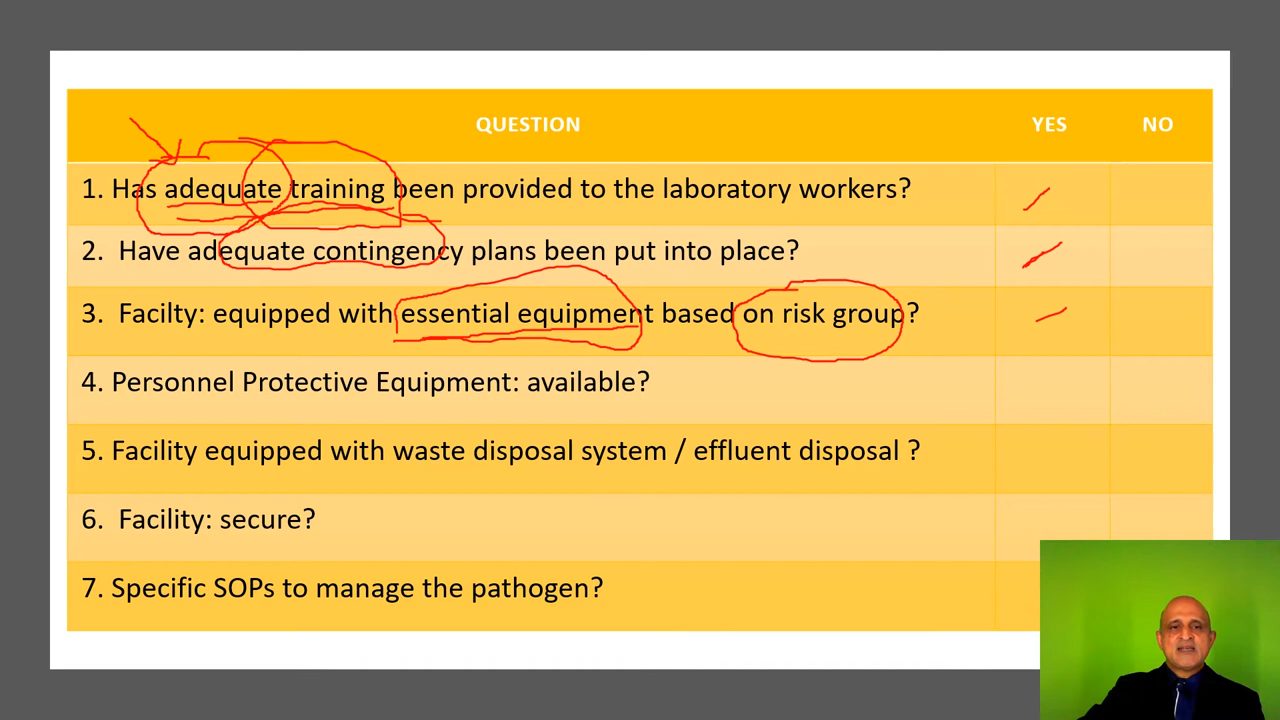 QUESTION YES NO
1. Has adequate training been provided to the laboratory workers?
2. Have adequate contingency plans been put into place?
3. Facilty: equipped with essential equipment based on risk group?
4. Personnel Protective Equipment: available?
5. Facility equipped with waste disposal system / effluent disposal ?
6. Facility: secure?
7. Specific SOPs to manage the pathogen?